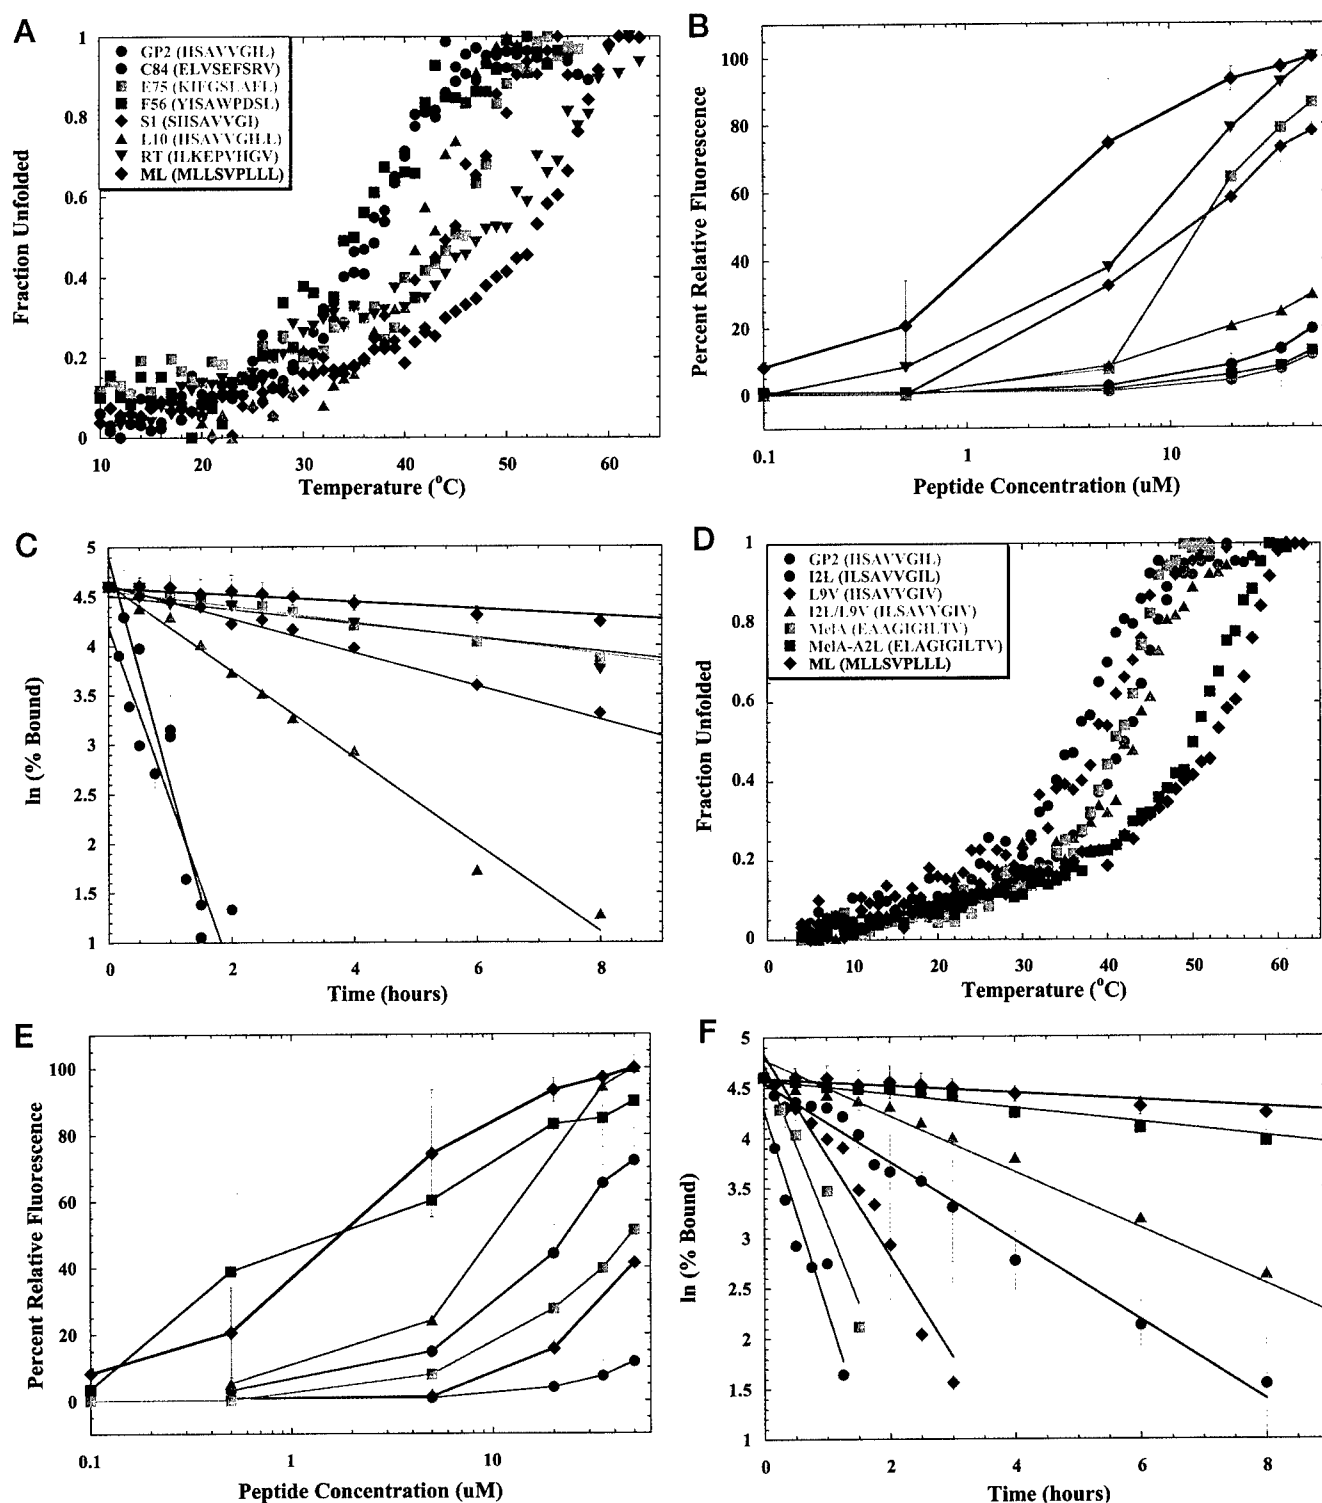 A
GP2 (IISAVVGIL)
C84 (ELVSEFSRV)
E75 (KIFGSLAFL)
F56 (YISAWPDSL)
S1 (SIISAVVGI)
L10 (IISAVVGILL)
RT (ILKEPVHGV)
ML (MLLSVPLLL)
Fraction Unfolded
1
0.8
0.6
0.4
0.2
0
10 20 30 40 50 60
Temperature (°C)
B
Percent Relative Fluorescence
100
80
60
40
20
0
0.1 1 10
Peptide Concentration (uM)
C
ln (% Bound)
5
4.5
4
3.5
3
2.5
2
1.5
1
0 2 4 6 8
Time (hours)
D
GP2 (IISAVVGIL)
I2L (ILSAVVGIL)
L9V (IISAVVGIV)
I2L/L9V (ILSAVVGIV)
MelA (EAAGIGILTV)
MelA-A2L (ELAGIGILTV)
ML (MLLSVPLLL)
Fraction Unfolded
1
0.8
0.6
0.4
0.2
0
0 10 20 30 40 50 60
Temperature (°C)
E
Percent Relative Fluorescence
100
80
60
40
20
0
0.1 1 10
Peptide Concentration (uM)
F
ln (% Bound)
5
4.5
4
3.5
3
2.5
2
1.5
1
0 2 4 6 8
Time (hours)